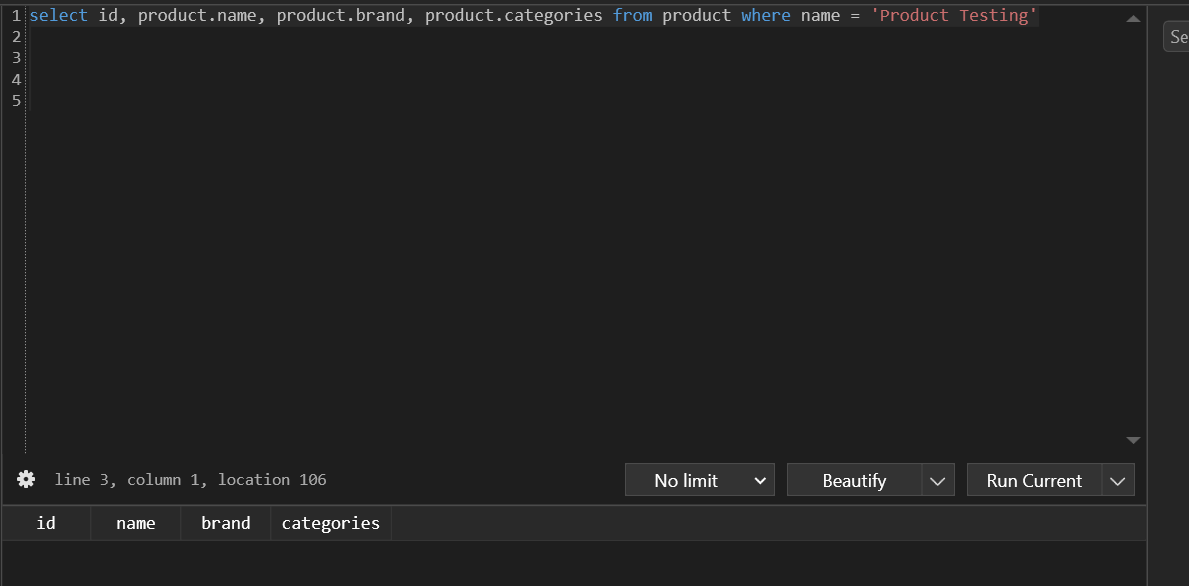 1 select id, product.name, product.brand, product.categories from product where name = 'Product Testing'
2
3
4
5
Se
line 3, column 1, location 106 No limit Beautify Run Current
id name brand categories